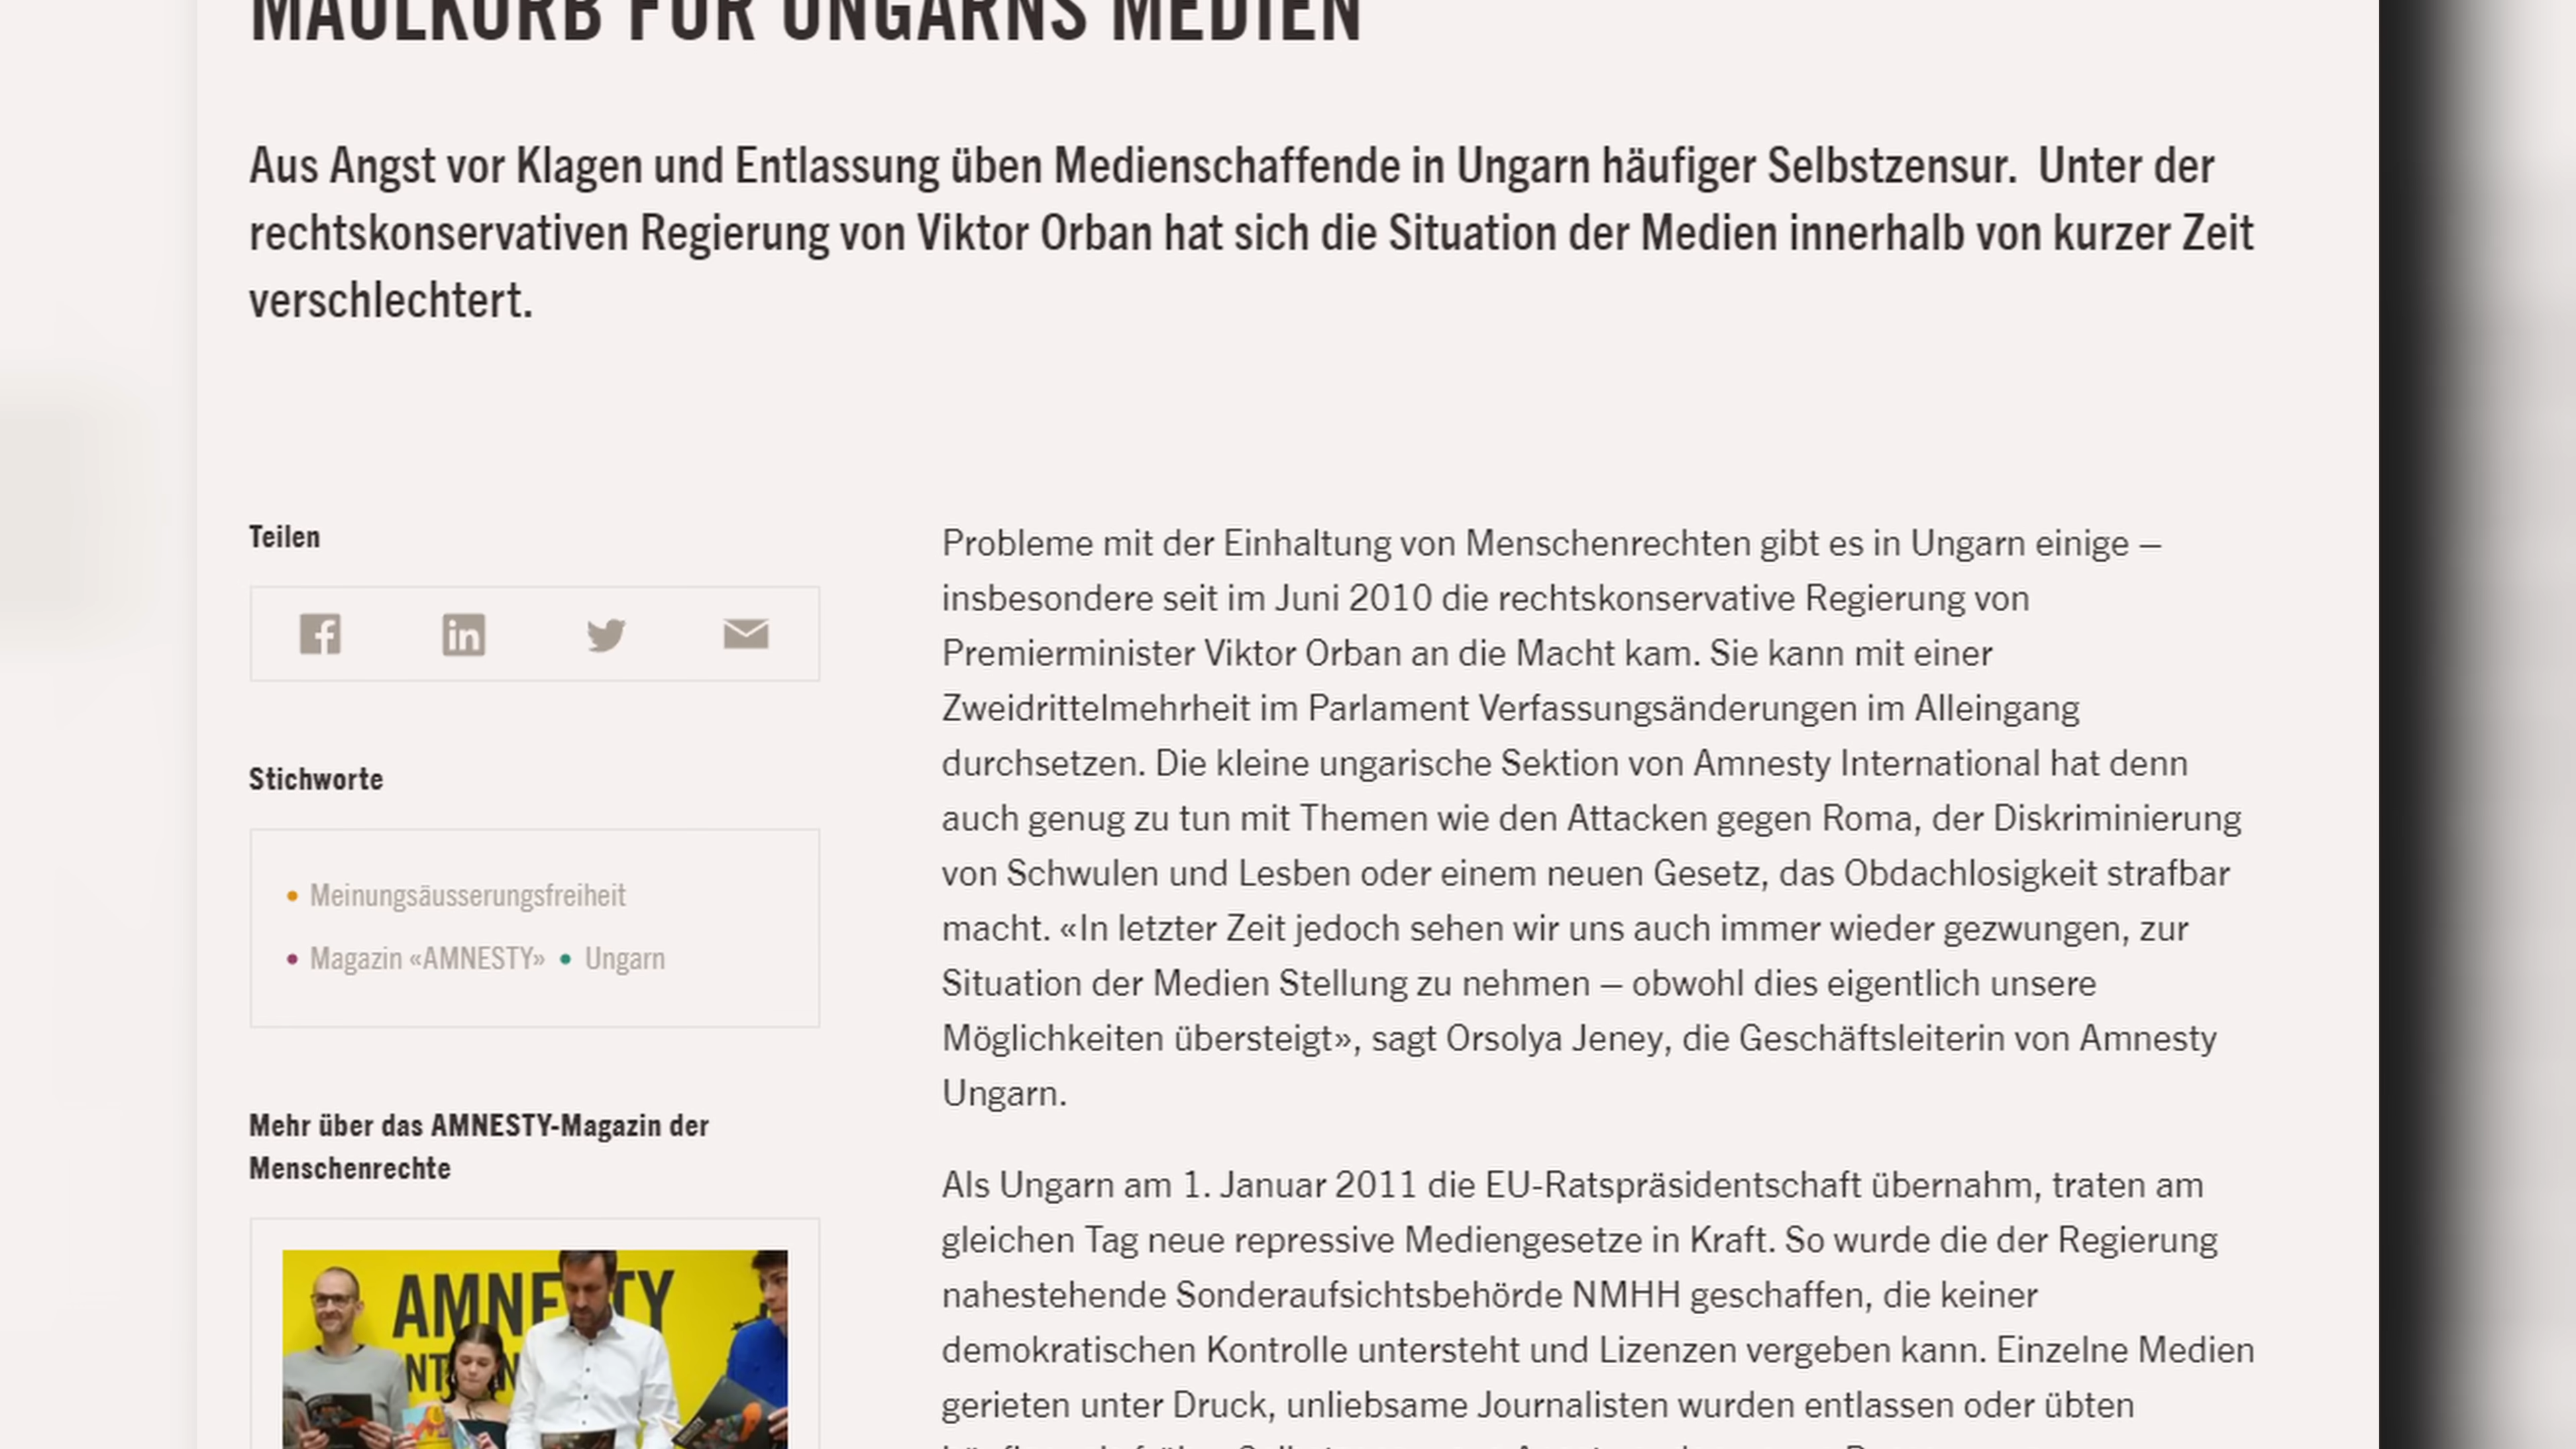 MAULKORB FÜR UNGARNS MEDIEN
Aus Angst vor Klagen und Entlassung üben Medienschaffende in Ungarn häufiger Selbstzensur. Unter der
rechtskonservativen Regierung von Viktor Orban hat sich die Situation der Medien innerhalb von kurzer Zeit
verschlechtert.
Teilen
Stichworte
• Meinungsäusserungsfreiheit
• Magazin «AMNESTY» • Ungarn
Mehr über das AMNESTY-Magazin der
Menschenrechte
AMNE TY
NT
Probleme mit der Einhaltung von Menschenrechten gibt es in Ungarn einige –
insbesondere seit im Juni 2010 die rechtskonservative Regierung von
Premierminister Viktor Orban an die Macht kam. Sie kann mit einer
Zweidrittelmehrheit im Parlament Verfassungsänderungen im Alleingang
durchsetzen. Die kleine ungarische Sektion von Amnesty International hat denn
auch genug zu tun mit Themen wie den Attacken gegen Roma, der Diskriminierung
von Schwulen und Lesben oder einem neuen Gesetz, das Obdachlosigkeit strafbar
macht. «In letzter Zeit jedoch sehen wir uns auch immer wieder gezwungen, zur
Situation der Medien Stellung zu nehmen – obwohl dies eigentlich unsere
Möglichkeiten übersteigt», sagt Orsolya Jeney, die Geschäftsleiterin von Amnesty
Ungarn.
Als Ungarn am 1. Januar 2011 die EU-Ratspräsidentschaft übernahm, traten am
gleichen Tag neue repressive Mediengesetze in Kraft. So wurde die der Regierung
nahestehende Sonderaufsichtsbehörde NMHH geschaffen, die keiner
demokratischen Kontrolle untersteht und Lizenzen vergeben kann. Einzelne Medien
gerieten unter Druck, unliebsame Journalisten wurden entlassen oder übten